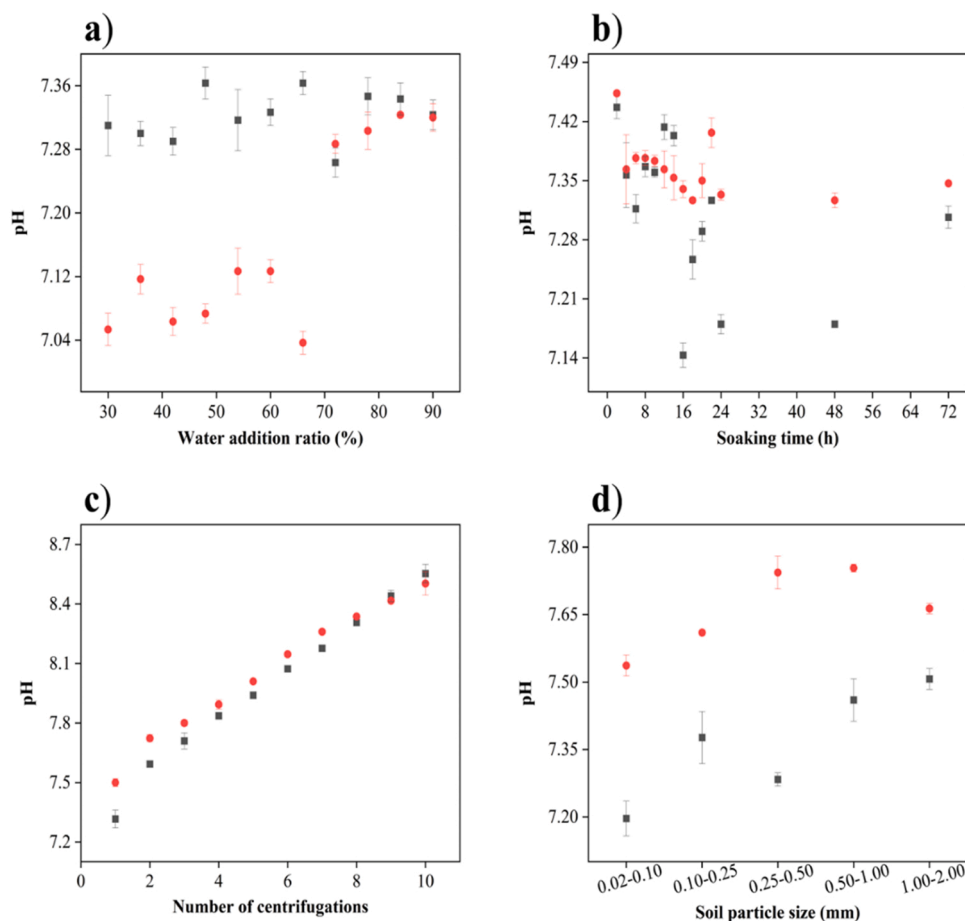 a)
7.36
7.28
7.20
7.12
7.04
pH
30 40 50 60 70 80 90
Water addition ratio (%)
b)
7.49
7.42
7.35
7.28
7.21
7.14
pH
0 8 16 24 32 40 48 56 64 72
Soaking time (h)
c)
8.7
8.4
8.1
7.8
7.5
7.2
pH
0 2 4 6 8 10
Number of centrifugations
d)
7.80
7.65
7.50
7.35
7.20
pH
0.02-0.10 0.10-0.25 0.25-0.50 0.50-1.00 1.00-2.00
Soil particle size (mm)